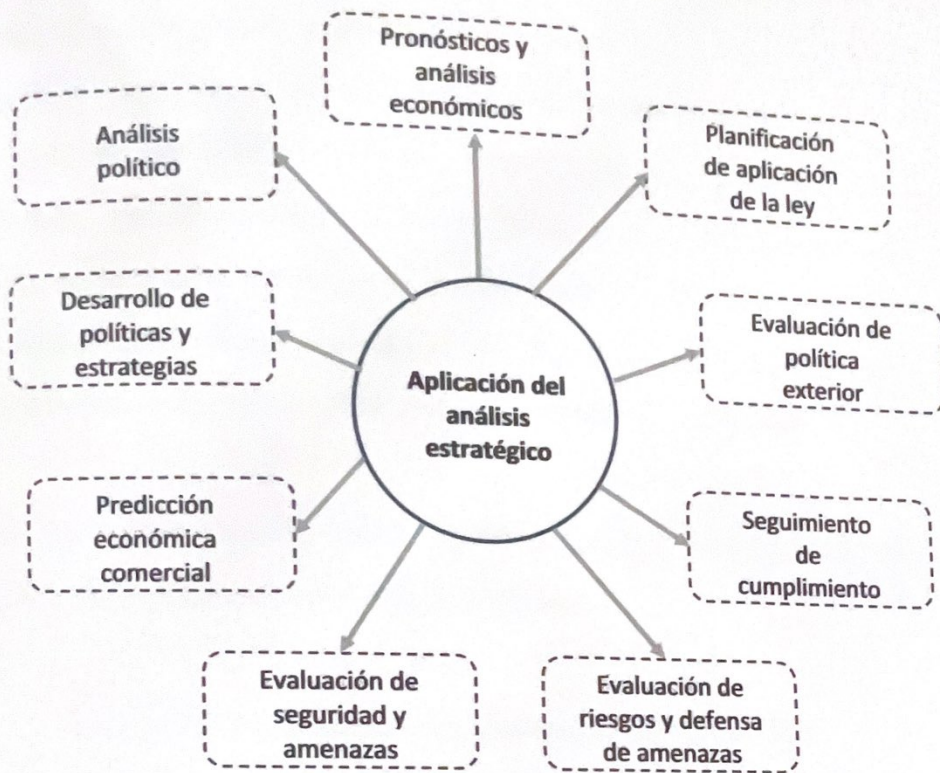 Pronósticos y
análisis
económicos
Planificación
de aplicación
de la ley
Evaluación de
política
exterior
Seguimiento
de
cumplimiento
Evaluación de
riesgos y defensa
de amenazas
Evaluación de
seguridad y
amenazas
Predicción
económica
comercial
Desarrollo de
políticas y
estrategias
Análisis
político
Aplicación del
análisis
estratégico